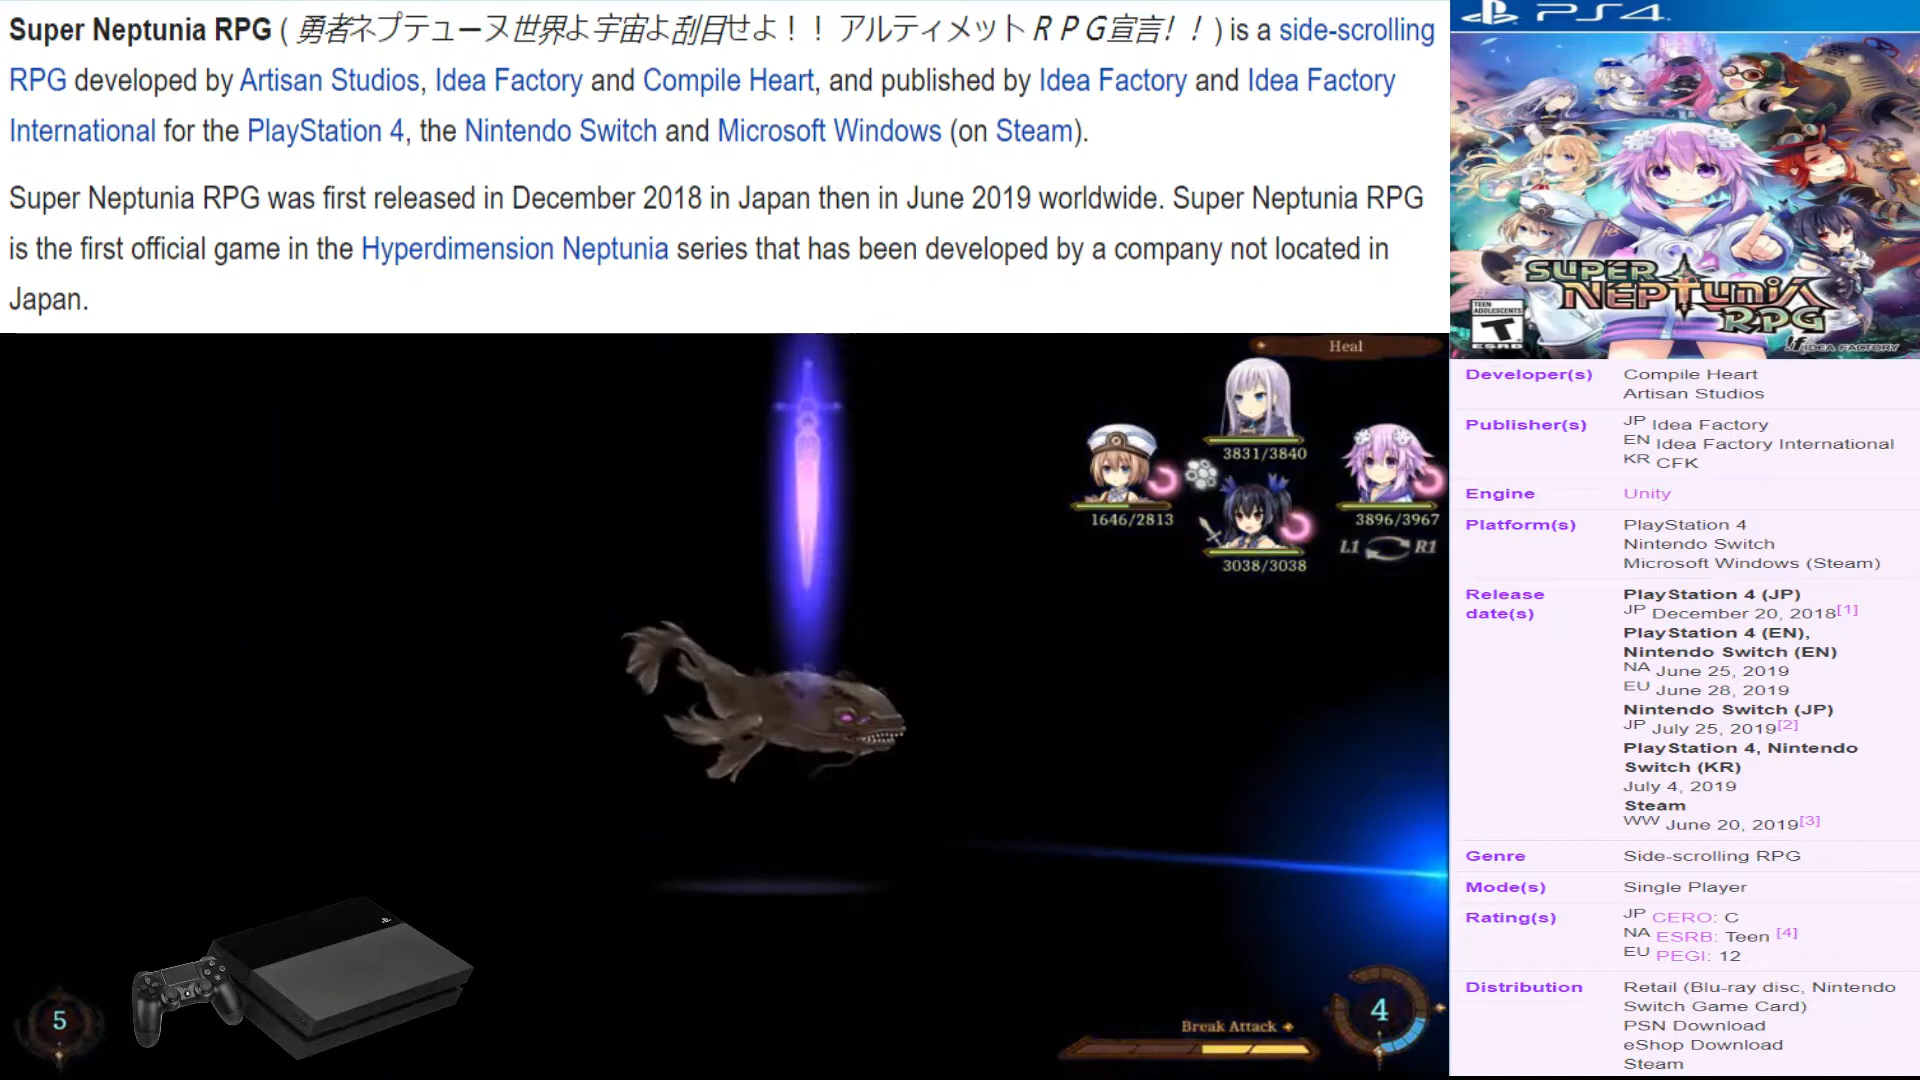 Super Neptunia RPG ( 勇者ネプテューヌ世界よ宇宙よ刮目せよ！！ アルティメットＲＰＧ宣言！！) is a side-scrolling
RPG developed by Artisan Studios, Idea Factory and Compile Heart, and published by Idea Factory and Idea Factory
International for the PlayStation 4, the Nintendo Switch and Microsoft Windows (on Steam).
Super Neptunia RPG was first released in December 2018 in Japan then in June 2019 worldwide. Super Neptunia RPG
is the first official game in the Hyperdimension Neptunia series that has been developed by a company not located in
Japan.
PS4
SUPER
NEPTUNIA
RPG
TEEN
ADOLESCENTS
T
ESRB
IDEA FACTORY
Heal
3831/3840
1646/2813
3896/3967
L1 R1
3038/3038
5
Break Attack
4
Developer(s) Compile Heart
Artisan Studios
Publisher(s) JP Idea Factory
EN Idea Factory International
KR CFK
Engine Unity
Platform(s) PlayStation 4
Nintendo Switch
Microsoft Windows (Steam)
Release date(s) PlayStation 4 (JP)
JP December 20, 2018[1]
PlayStation 4 (EN),
Nintendo Switch (EN)
NA June 25, 2019
EU June 28, 2019
Nintendo Switch (JP)
JP July 25, 2019[2]
PlayStation 4, Nintendo
Switch (KR)
July 4, 2019
Steam
WW June 20, 2019[3]
Genre Side-scrolling RPG
Mode(s) Single Player
Rating(s) JP CERO: C
NA ESRB: Teen [4]
EU PEGI: 12
Distribution Retail (Blu-ray disc, Nintendo
Switch Game Card)
PSN Download
eShop Download
Steam